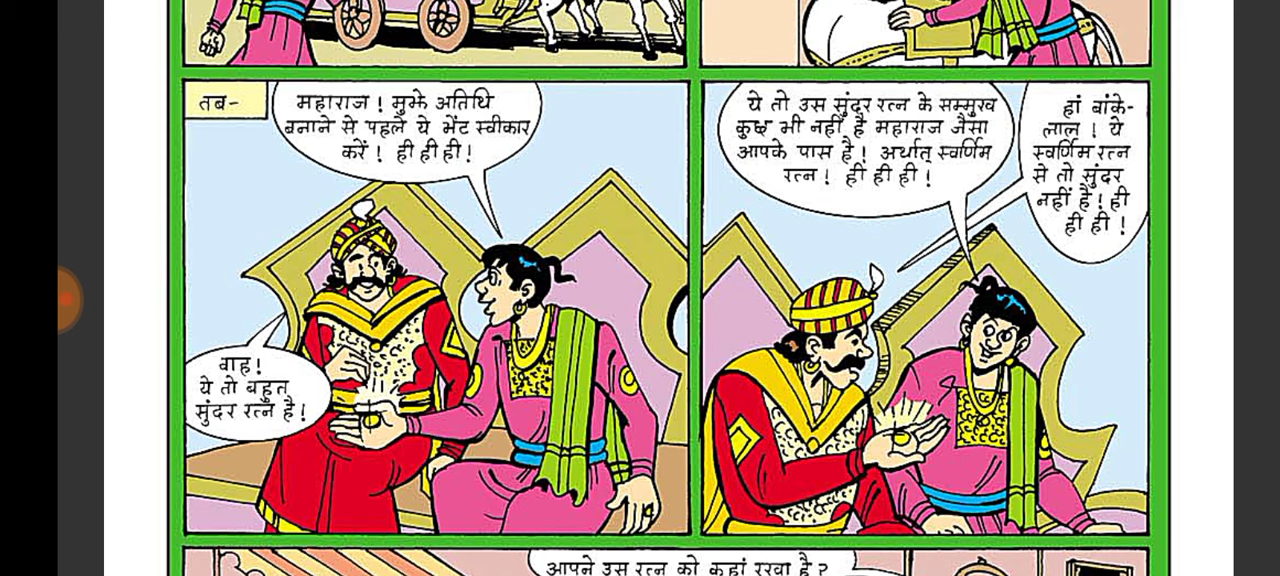 तब-
महाराज ! मुझे अतिथि
बनाने से पहले ये भेंट स्वीकार
करें ! ही ही ही !
वाह !
ये तो बहुत
सुंदर रत्न है !
ये तो उस सुंदर रत्न के सम्मुख
कुछ भी नहीं है महाराज जैसा
आपके पास है ! अर्थात् स्वर्णिम
रत्न ! ही ही ही !
हां बांके-
लाल ! ये
स्वर्णिम रत्न
से तो सुंदर
नहीं है ! ही
ही ही !
आपने उस रत्न को कहां रखा है ?